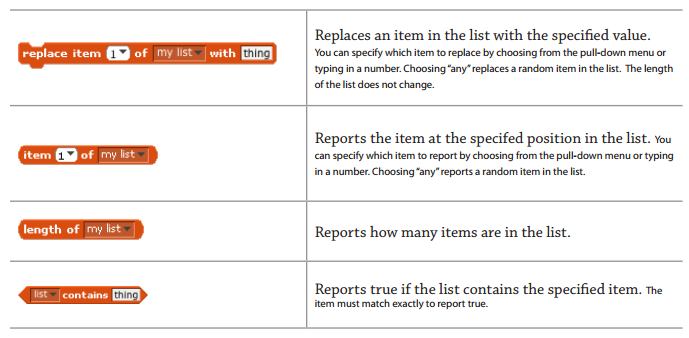 replace item 1 of my list with thing
Replaces an item in the list with the specified value.
You can specify which item to replace by choosing from the pull-down menu or
typing in a number. Choosing “any” replaces a random item in the list. The length
of the list does not change.
item 1 of my list
Reports the item at the specifed position in the list. You
can specify which item to report by choosing from the pull-down menu or typing
in a number. Choosing “any” reports a random item in the list.
length of my list
Reports how many items are in the list.
list contains thing
Reports true if the list contains the specified item. The
item must match exactly to report true.